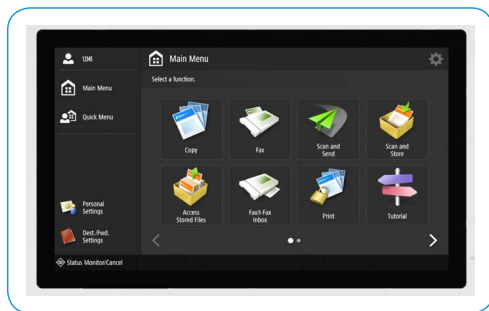 12345
Main Menu
Main Menu
Select a function.
Quick Menu
Copy
Fax
Scan and
Send
Scan and
Store
Access
Stored Files
Fax/I-Fax
Inbox
Print
Tutorial
Personal
Settings
Dest./Fwd.
Settings
Status Monitor/Cancel